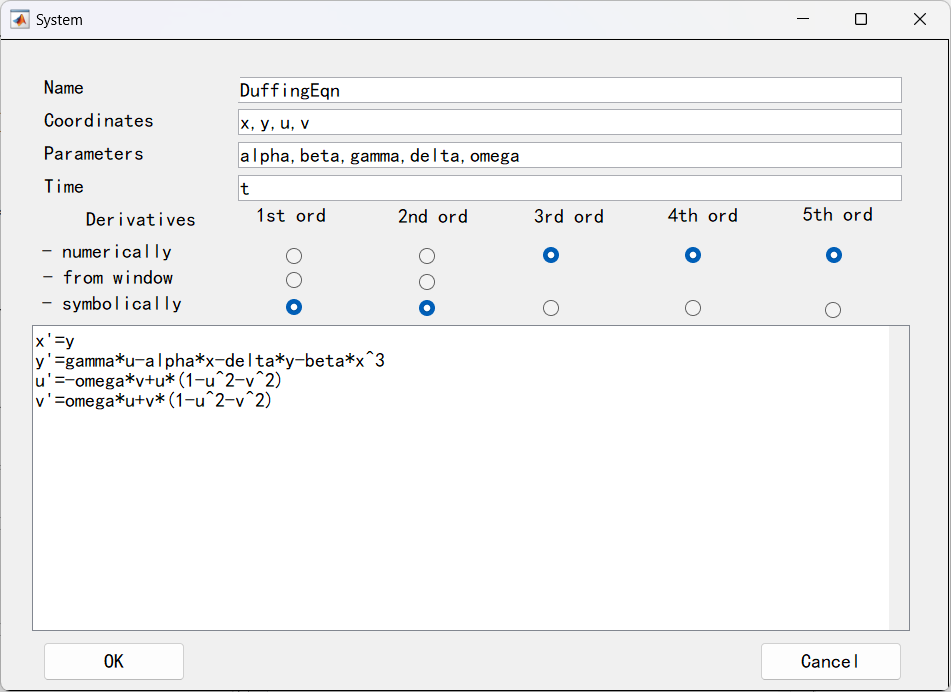 System
Name DuffingEqn
Coordinates x,y,u,v
Parameters alpha,beta,gamma,delta,omega
Time t
Derivatives 1st ord 2nd ord 3rd ord 4th ord 5th ord
- numerically
- from window
- symbolically
x'=y
y'=gamma*u-alpha*x-delta*y-beta*x^3
u'=-omega*v+u*(1-u^2-v^2)
v'=omega*u+v*(1-u^2-v^2)
OK Cancel